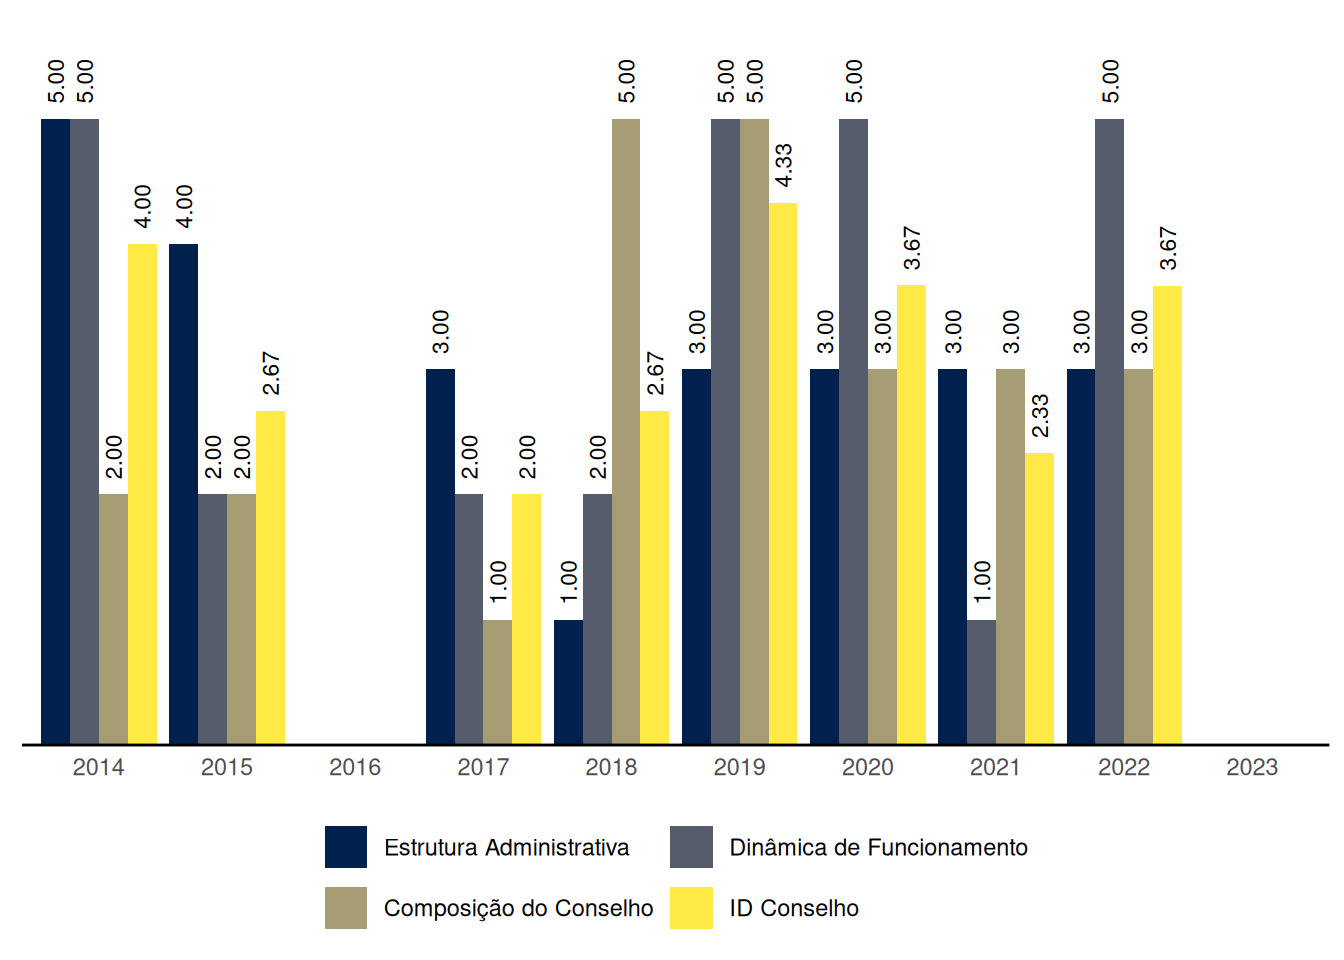 5.00 5.00 2.00 4.00
4.00 2.00 2.00 2.67
3.00 2.00 1.00 2.00
1.00 2.00 5.00 2.67
3.00 5.00 5.00 4.33
3.00 5.00 3.00 3.67
3.00 1.00 3.00 2.33
3.00 5.00 3.00 3.67
2014 2015 2016 2017 2018 2019 2020 2021 2022 2023
Estrutura Administrativa Dinâmica de Funcionamento
Composição do Conselho ID Conselho